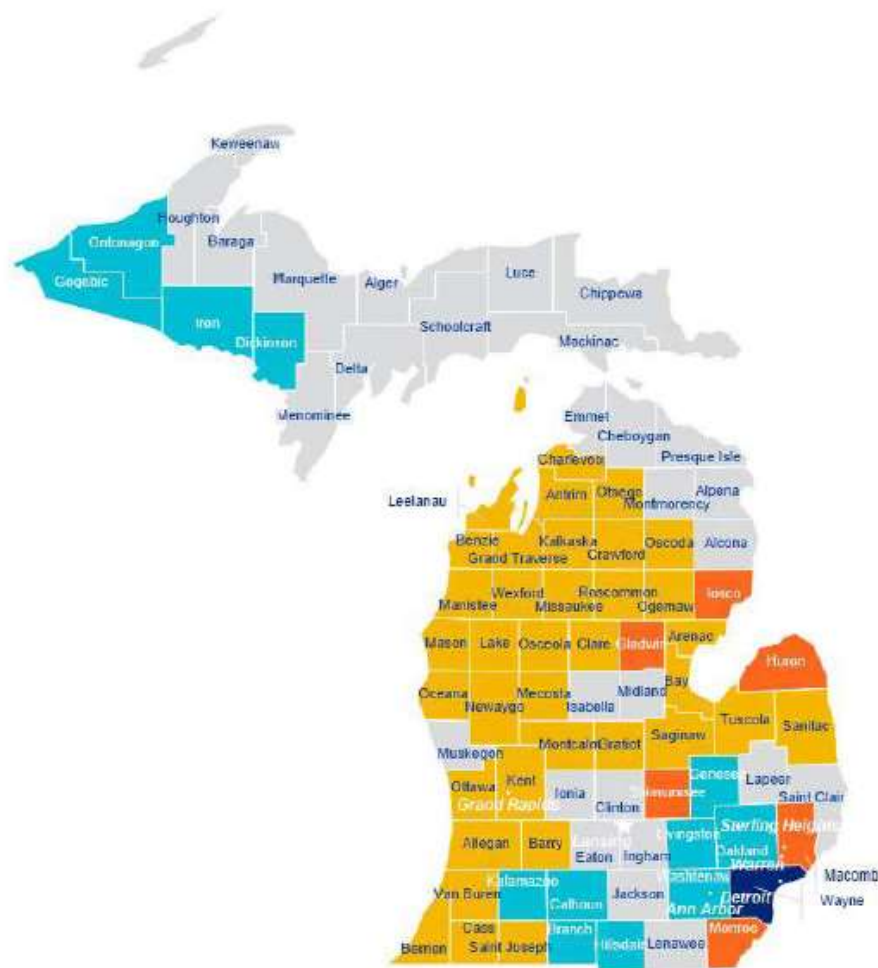 Keweenaw
Houghton
Ontonagon
Baraga
Gogebic
Marquette
Alger
Luce
Chippewa
Iron
Dickinson
Schoolcraft
Mackinac
Delta
Menominee
Emmet
Cheboygan
Presque Isle
Charlevoix
Leelanau
Antrim
Otsego
Montmorency
Alpena
Benzie
Grand Traverse
Kalkaska
Crawford
Oscoda
Alcona
Manistee
Wexford
Missaukee
Roscommon
Ogemaw
Iosco
Mason
Lake
Osceola
Clare
Gladwin
Arenac
Huron
Oceana
Newaygo
Mecosta
Isabella
Midland
Bay
Tuscola
Sanilac
Muskegon
Montcalm
Gratiot
Saginaw
Ottawa
Kent
Grand Rapids
Ionia
Clinton
Shiawassee
Genesee
Lapeer
Saint Clair
Allegan
Barry
Lansing
Eaton
Ingham
Livingston
Sterling Heights
Oakland
Warren
Macomb
Van Buren
Kalamazoo
Calhoun
Jackson
Washtenaw
Ann Arbor
Detroit
Wayne
Berrien
Cass
Saint Joseph
Branch
Hillsdale
Lenawee
Monroe